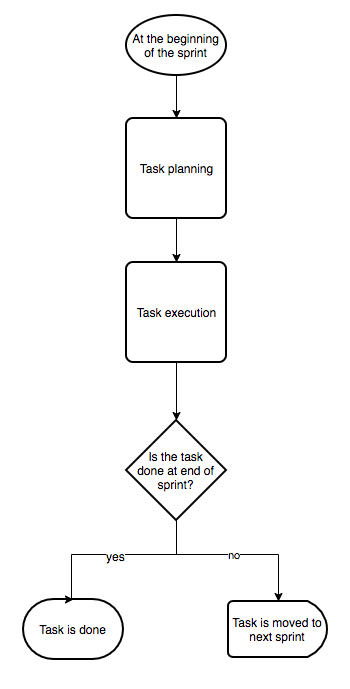 At the beginning
of the sprint
Task planning
Task execution
Is the task
done at end of
sprint?
yes
no
Task is done
Task is moved to
next sprint